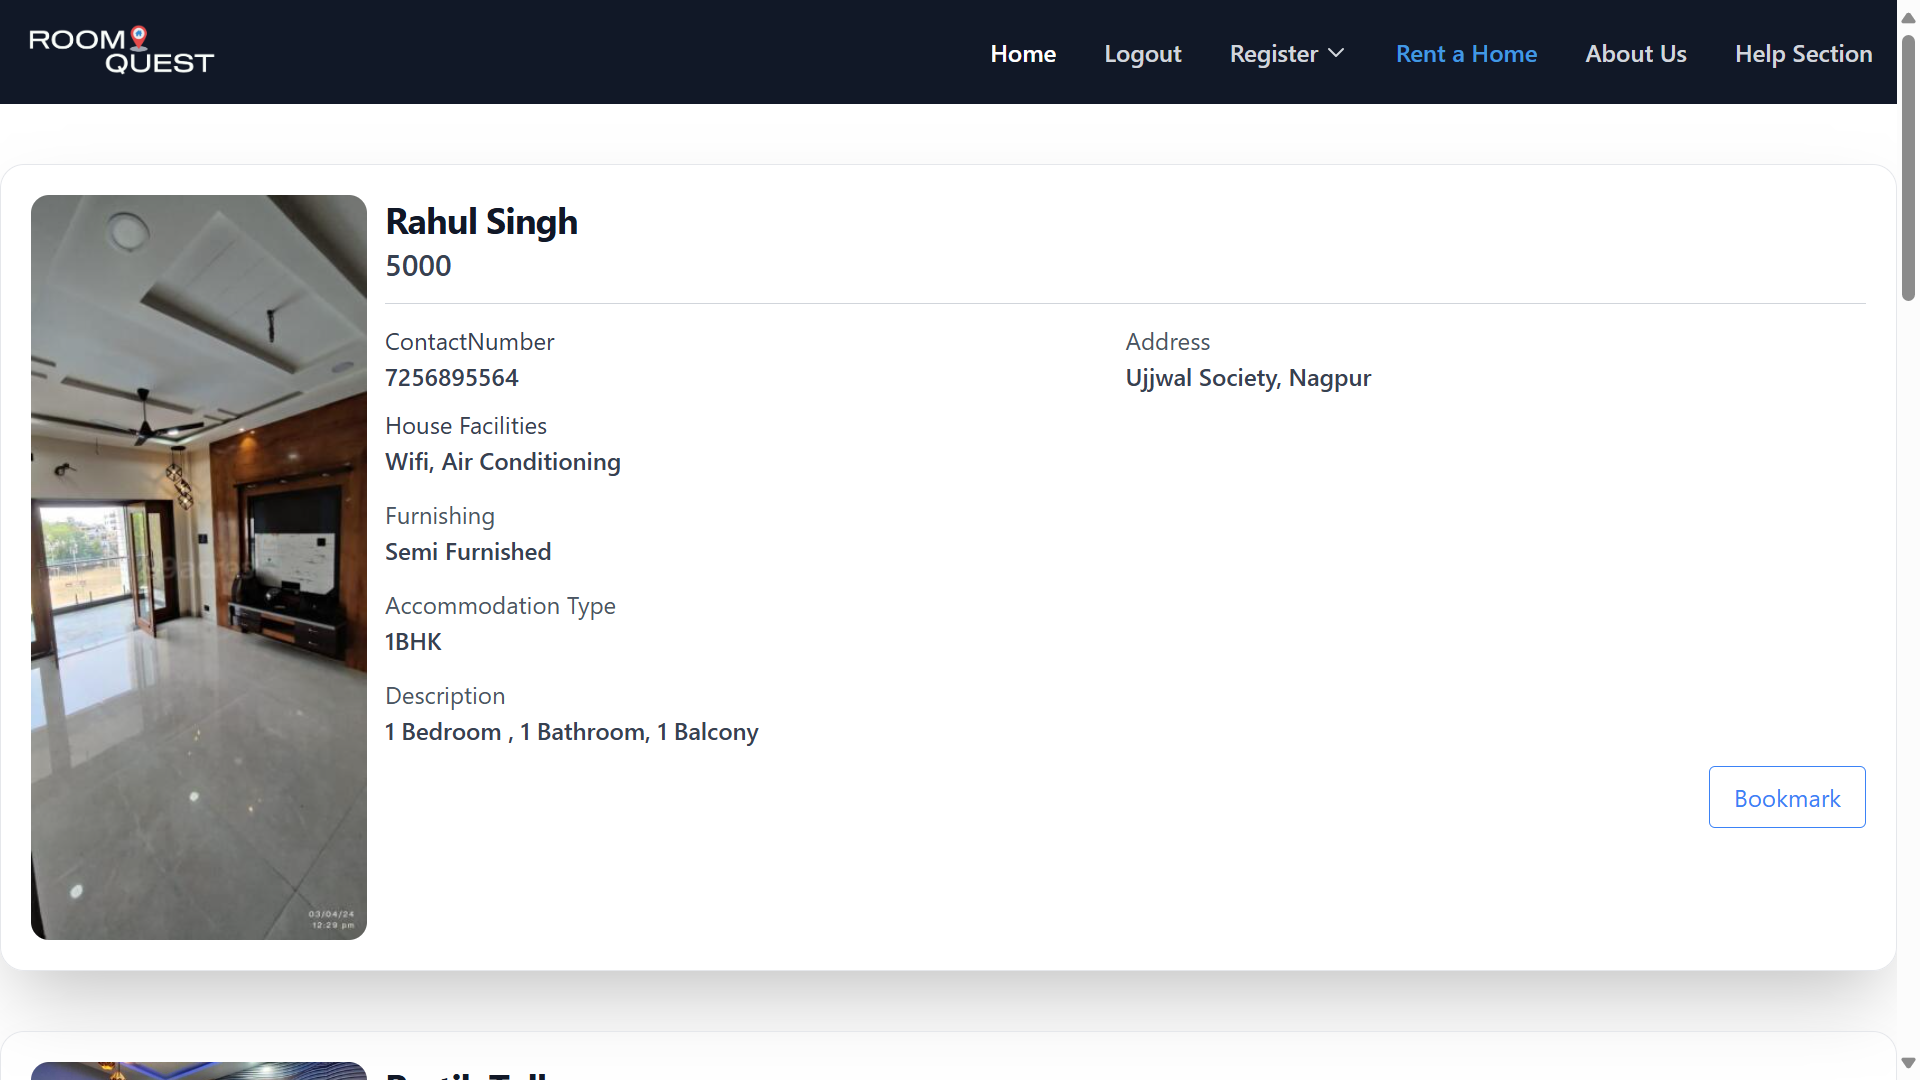 ROOM
QUEST
Home
Logout
Register
Rent a Home
About Us
Help Section
Rahul Singh
5000
ContactNumber
7256895564
Address
Ujjwal Society, Nagpur
House Facilities
Wifi, Air Conditioning
Furnishing
Semi Furnished
Accommodation Type
1BHK
Description
1 Bedroom , 1 Bathroom, 1 Balcony
Bookmark
99acres
03/04/24
12:29 pm